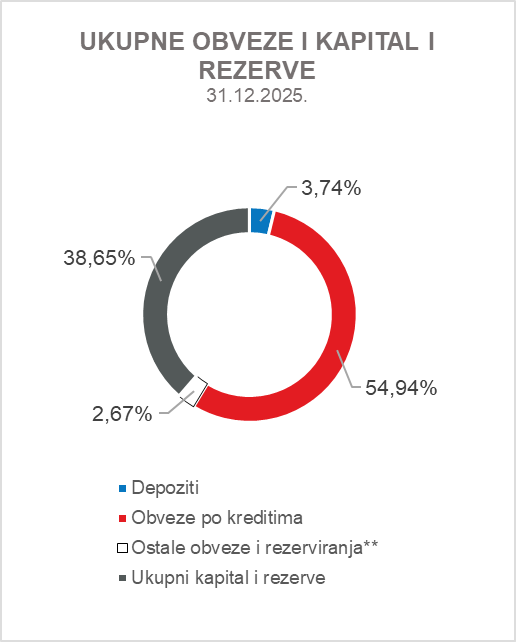 UKUPNE OBVEZE I KAPITAL I
REZERVE
31.12.2025.
3,74%
38,65%
54,94%
2,67%
Depoziti
Obveze po kreditima
Ostale obveze i rezerviranja**
Ukupni kapital i rezerve